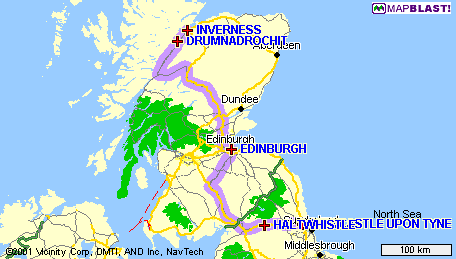 MAPBLAST!
INVERNESS
DRUMNADROCHIT
Aberdeen
Dundee
Edinburgh
EDINBURGH
HALTWHISTLE
STLE UPON TYNE
North Sea
Middlesbrough
100 km
©2001 Vicinity Corp, DMTI, AND Inc, NavTech